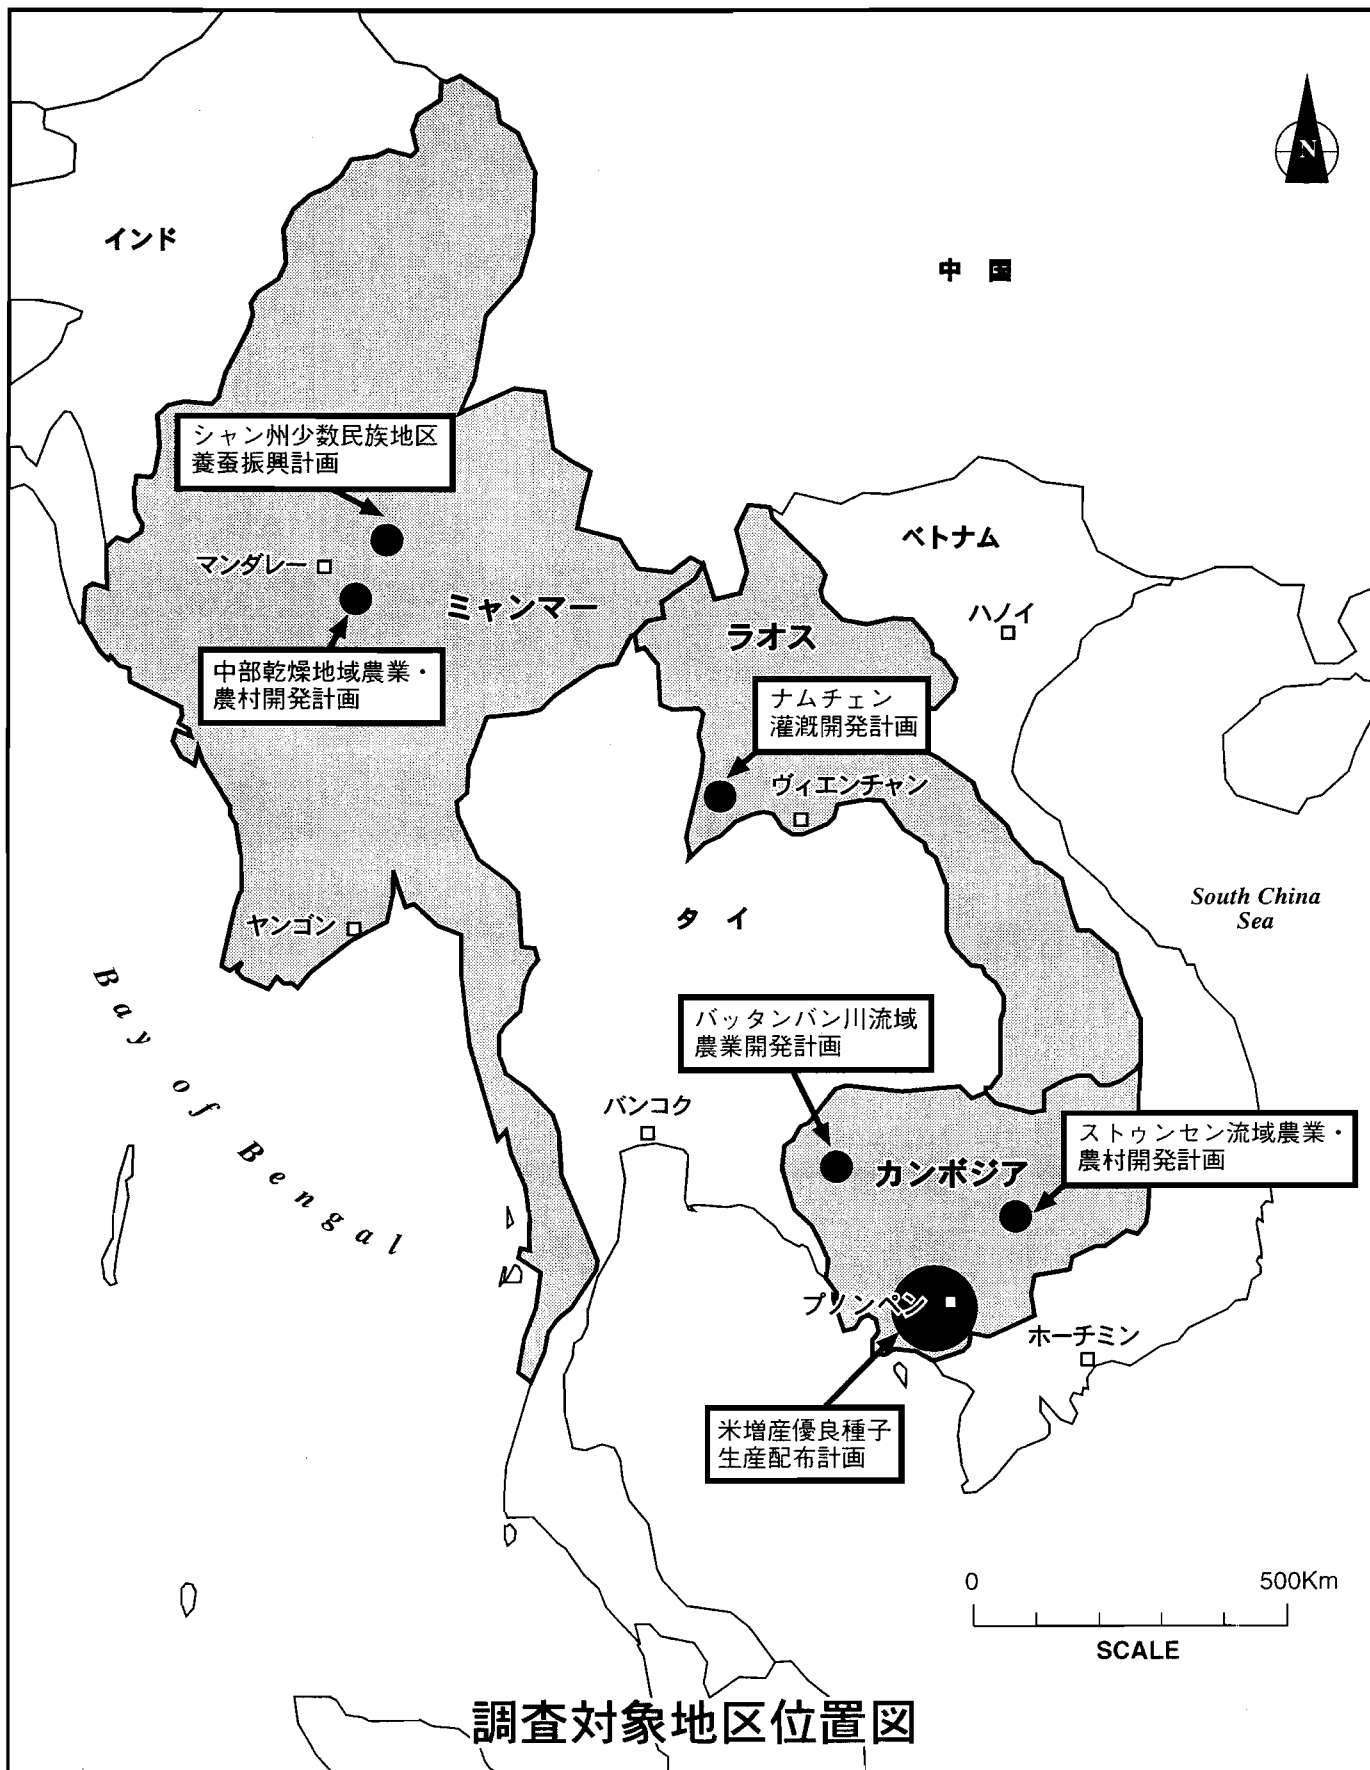 N
インド
中 国
シャン州少数民族地区
養蚕振興計画
ベトナム
マンダレー
ミャンマー
ハノイ
ラオス
中部乾燥地域農業・
農村開発計画
ナムチェン
灌漑開発計画
ヴィエンチャン
South China
Sea
タ イ
ヤンゴン
Bay of Bengal
バッタンバン川流域
農業開発計画
バンコク
ストゥンセン流域農業・
農村開発計画
カンボジア
プノンペン
ホーチミン
米増産優良種子
生産配布計画
0 500Km
SCALE
調査対象地区位置図